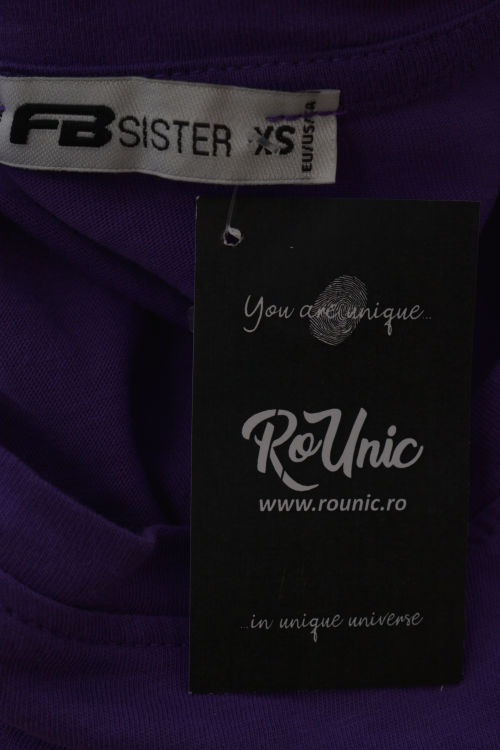 FB SISTER XS EU/US/FR
You are unique...
RoUnic
www.rounic.ro
...in unique universe